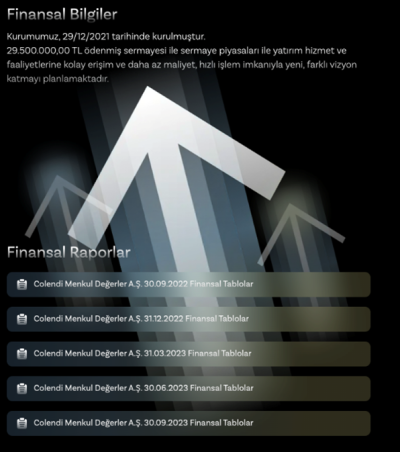 Finansal Bilgiler
Kurumumuz, 29/12/2021 tarihinde kurulmuştur.
29.500.000,00 TL ödenmiş sermayesi ile sermaye piyasaları ile yatırım hizmet ve
faaliyetlerine kolay erişim ve daha az maliyet, hızlı işlem imkanıyla yeni, farklı vizyon
katmayı planlamaktadır.
Finansal Raporlar
Colendi Menkul Değerler A.Ş. 30.09.2022 Finansal Tablolar
Colendi Menkul Değerler A.Ş. 31.12.2022 Finansal Tablolar
Colendi Menkul Değerler A.Ş. 31.03.2023 Finansal Tablolar
Colendi Menkul Değerler A.Ş. 30.06.2023 Finansal Tablolar
Colendi Menkul Değerler A.Ş. 30.09.2023 Finansal Tablolar